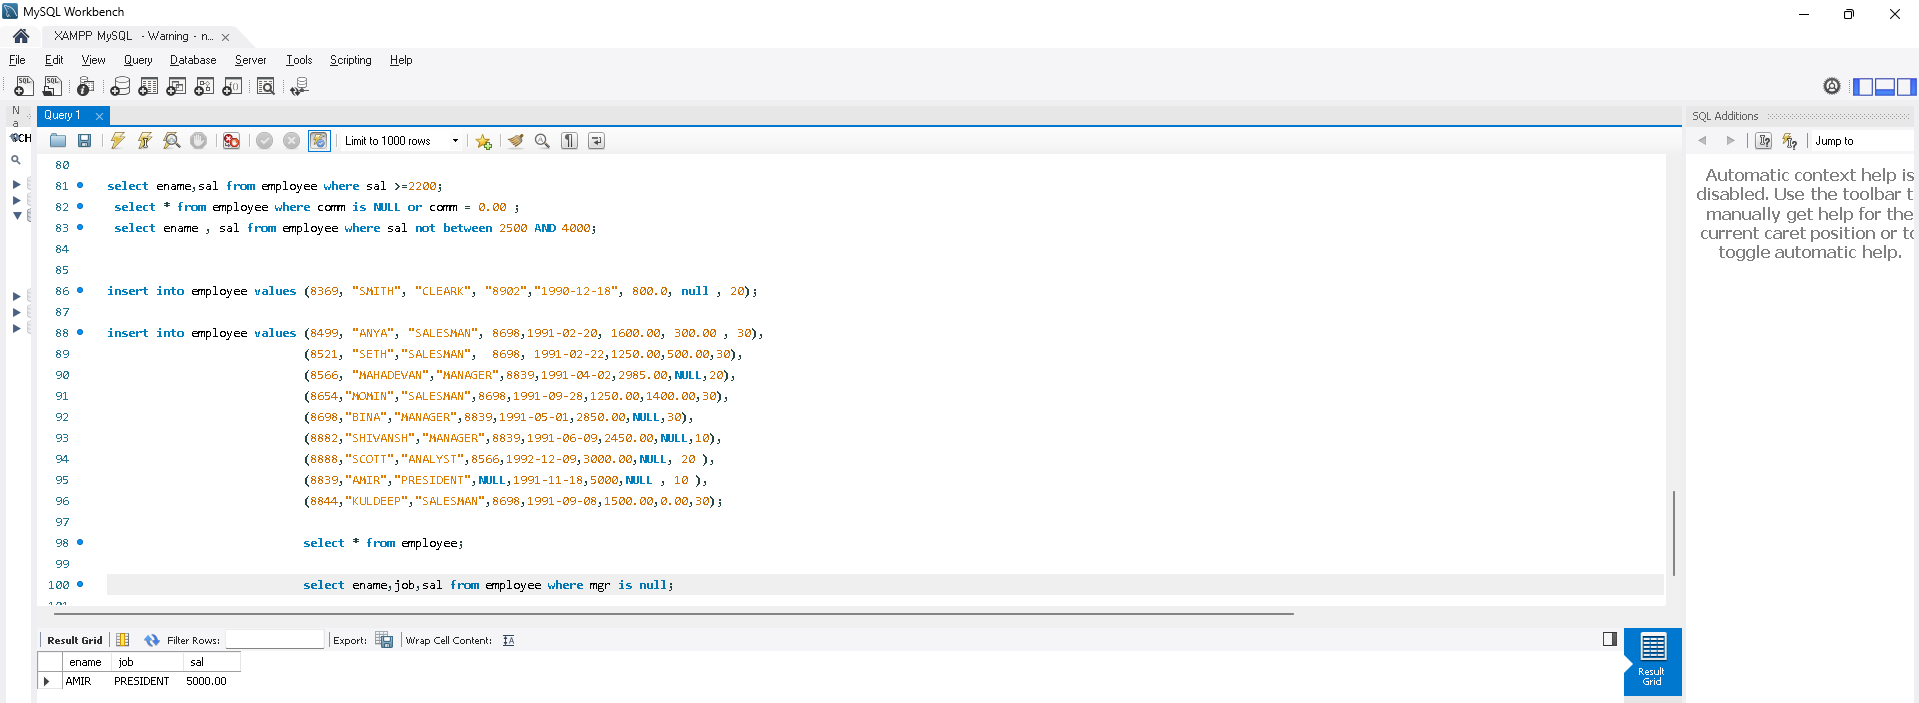 MySQL Workbench
XAMPP MySQL - Warning - n...
File Edit View Query Database Server Tools Scripting Help
N
a
CH
Query 1
Limit to 1000 rows
80
81 select ename,sal from employee where sal >=2200;
82 select * from employee where comm is NULL or comm = 0.00 ;
83 select ename , sal from employee where sal not between 2500 AND 4000;
84
85
86 insert into employee values (8369, "SMITH", "CLEARK", "8902","1990-12-18", 800.0, null , 20);
87
88 insert into employee values (8499, "ANYA", "SALESMAN", 8698,1991-02-20, 1600.00, 300.00 , 30),
89 (8521, "SETH","SALESMAN", 8698, 1991-02-22,1250.00,500.00,30),
90 (8566, "MAHADEVAN","MANAGER",8839,1991-04-02,2985.00,NULL,20),
91 (8654,"MOMIN","SALESMAN",8698,1991-09-28,1250.00,1400.00,30),
92 (8698,"BINA","MANAGER",8839,1991-05-01,2850.00,NULL,30),
93 (8882,"SHIVANSH","MANAGER",8839,1991-06-09,2450.00,NULL,10),
94 (8888,"SCOTT","ANALYST",8566,1992-12-09,3000.00,NULL, 20 ),
95 (8839,"AMIR","PRESIDENT",NULL,1991-11-18,5000,NULL , 10 ),
96 (8844,"KULDEEP","SALESMAN",8698,1991-09-08,1500.00,0.00,30);
97
98 select * from employee;
99
100 select ename,job,sal from employee where mgr is null;
101
Result Grid Filter Rows: Export: Wrap Cell Content:
ename job sal
AMIR PRESIDENT 5000.00
Result
Grid
SQL Additions
Jump to
Automatic context help is
disabled. Use the toolbar t
manually get help for the
current caret position or to
toggle automatic help.